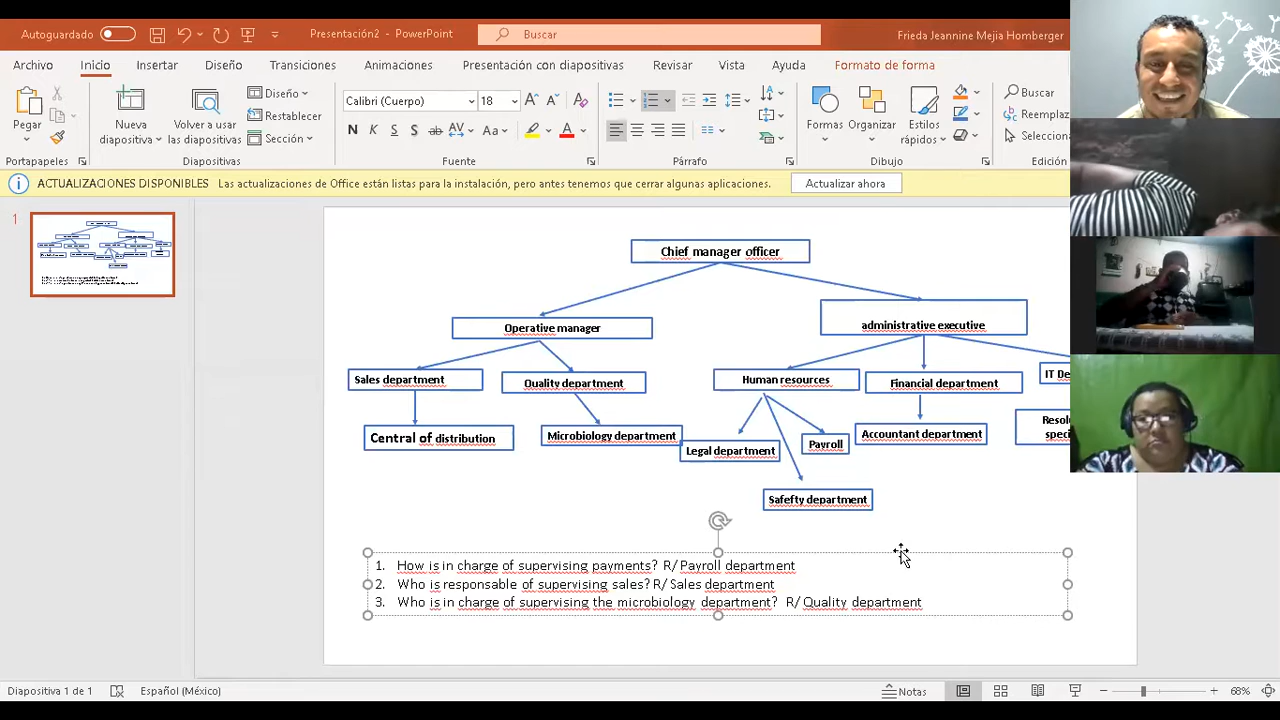 Autoguardado Presentación2 - PowerPoint Buscar Frieda Jeannine Mejia Homberger
Archivo Inicio Insertar Diseño Transiciones Animaciones Presentación con diapositivas Revisar Vista Ayuda Formato de forma
Pegar
Nueva diapositiva
Volver a usar las diapositivas
Diseño
Restablecer
Sección
Calibri (Cuerpo) 18
N K S S ab AV Aa A
Formas
Organizar
Estilos rápidos
Buscar
Reemplaz
Selecciona
Portapapeles Diapositivas Fuente Párrafo Dibujo Edición
ACTUALIZACIONES DISPONIBLES Las actualizaciones de Office están listas para la instalación, pero antes tenemos que cerrar algunas aplicaciones. Actualizar ahora
1
Chief manager officer
Operative manager
administrative executive
Sales department
Quality department
Human resources
Financial department
IT De
Central of distribution
Microbiology department
Legal department
Payroll
Accountant department
Resol
speci
Safefty department
1. How is in charge of supervising payments? R/ Payroll department
2. Who is responsable of supervising sales? R/ Sales department
3. Who is in charge of supervising the microbiology department? R/ Quality department
Diapositiva 1 de 1 Español (México) Notas 68%